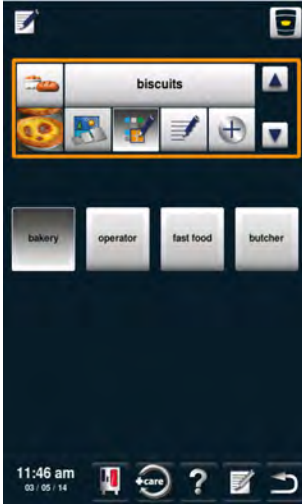 biscuits
bakery
operator
fast food
butcher
11:46 am
03 / 05 / 14
+care
?